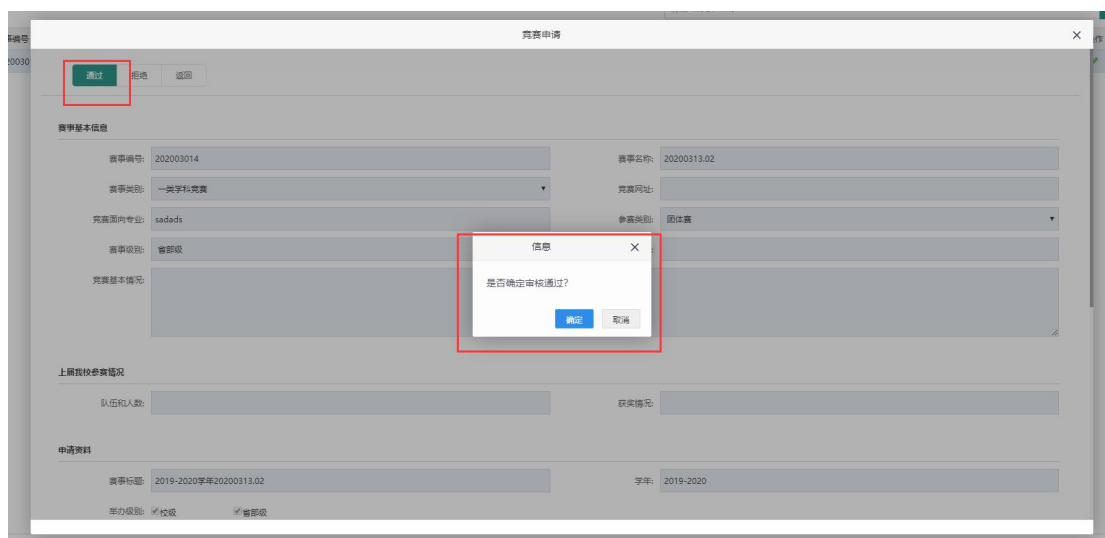 竞赛申请
赛编号
作
20030
通过 拒绝 返回
赛事基本信息
赛事编号: 202003014 赛事名称: 20200313.02
赛事类别: 一类学科竞赛 竞赛网址:
竞赛面向专业: sadads 参赛类别: 团体赛
赛事级别: 省部级
竞赛基本情况:
信息
是否确定审核通过?
确定 取消
上届我校参赛情况
队伍和人数: 获奖情况:
申请资料
赛事标题: 2019-2020学年20200313.02 学年: 2019-2020
举办级别: 校级 省部级